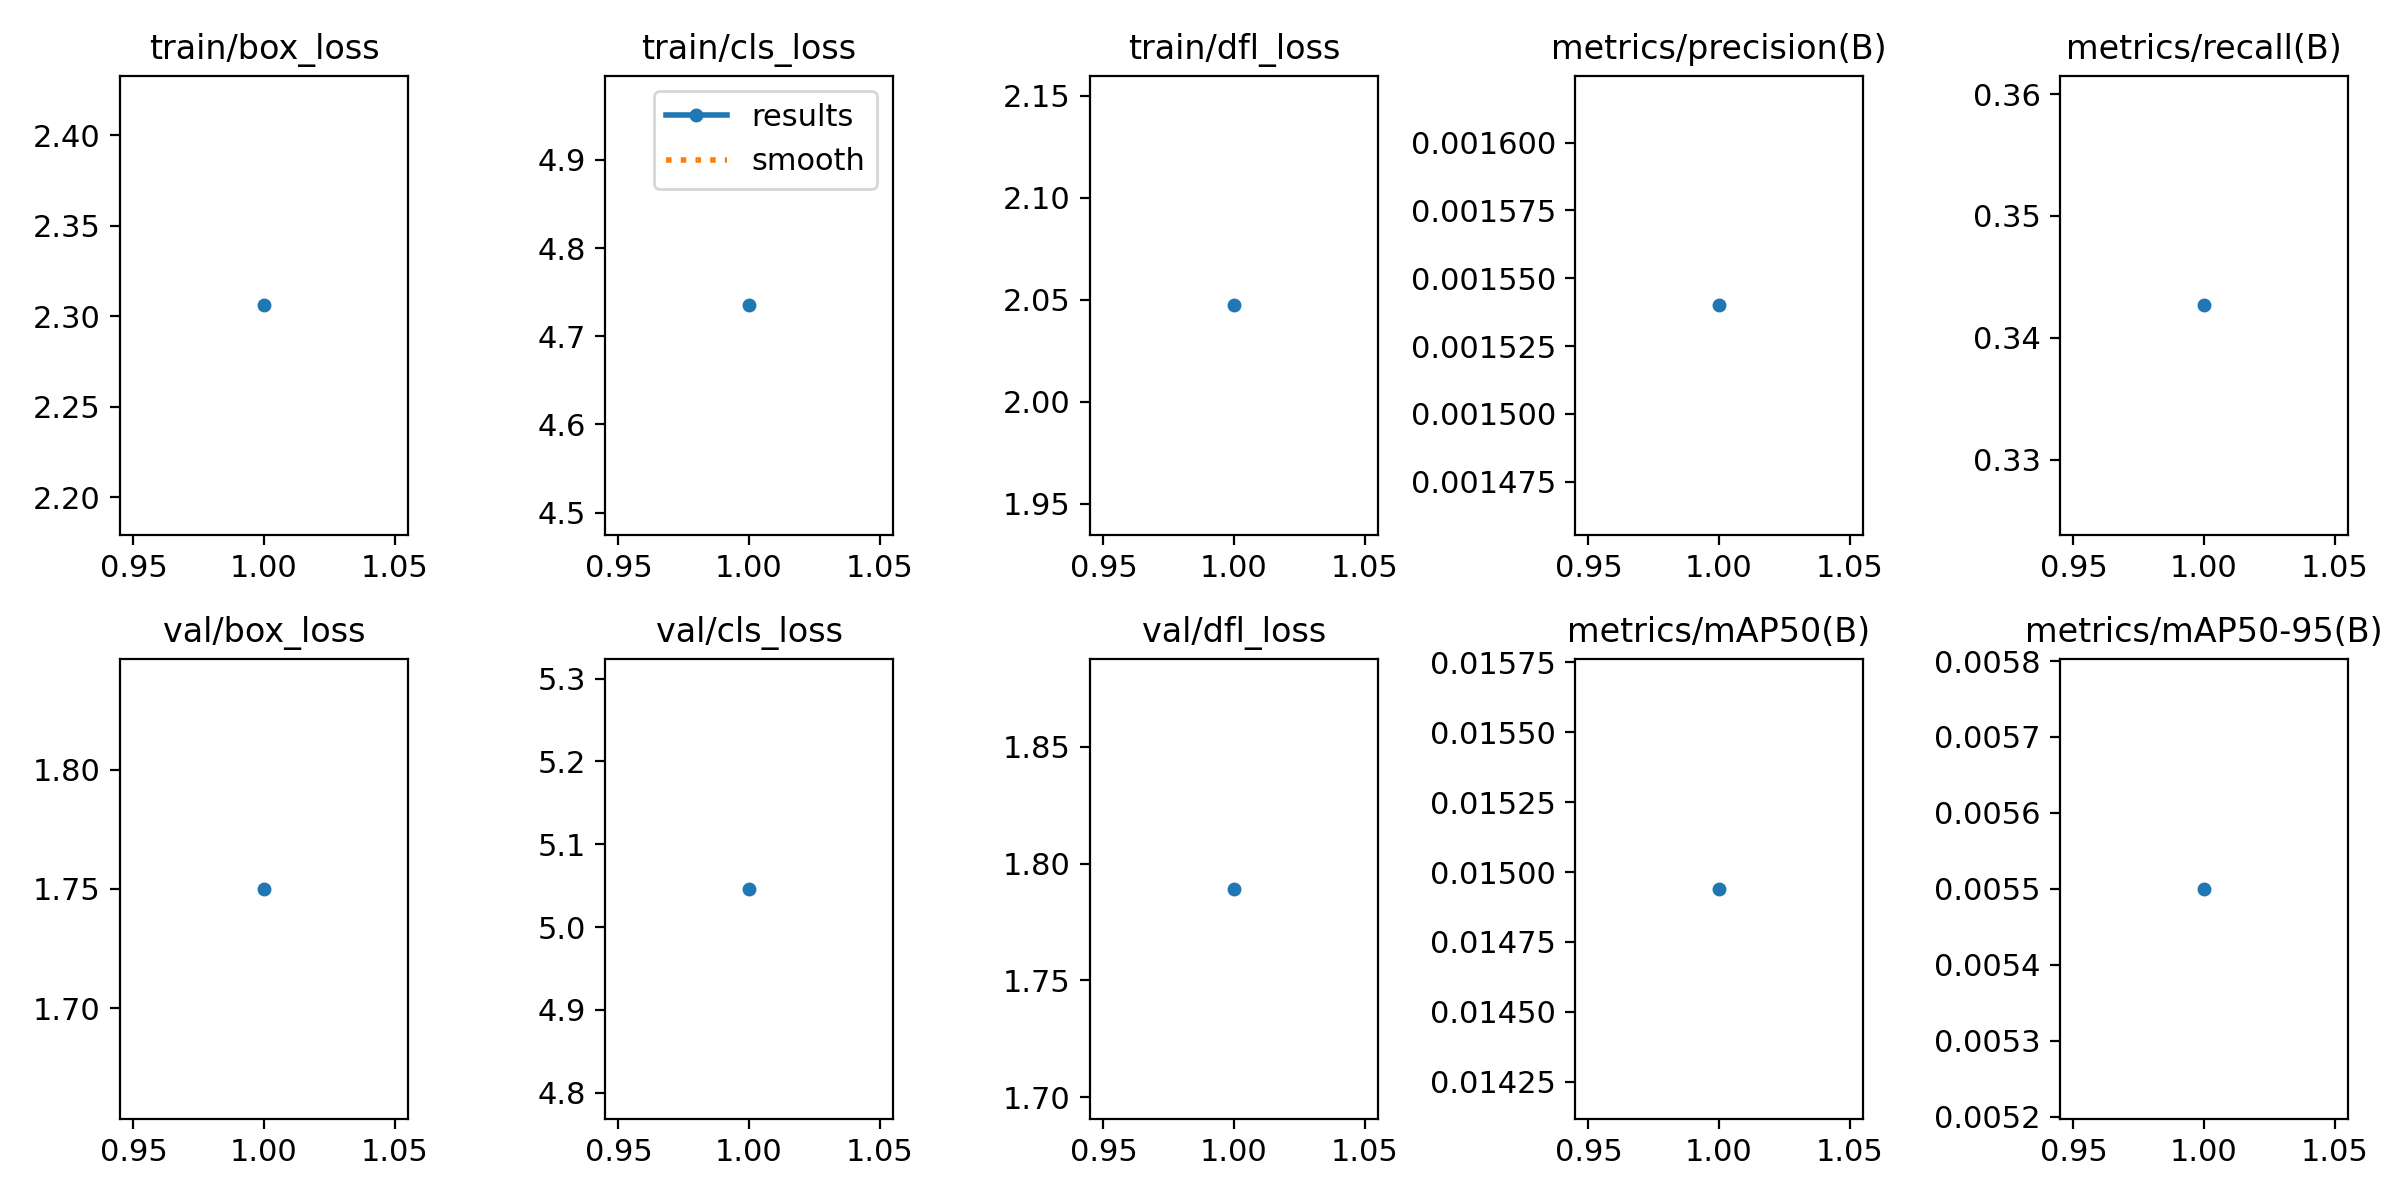 train/box_loss
2.40
2.35
2.30
2.25
2.20
0.95 1.00 1.05
train/cls_loss
results
smooth
4.9
4.8
4.7
4.6
4.5
0.95 1.00 1.05
train/dfl_loss
2.15
2.10
2.05
2.00
1.95
0.95 1.00 1.05
metrics/precision(B)
0.001600
0.001575
0.001550
0.001525
0.001500
0.001475
0.95 1.00 1.05
metrics/recall(B)
0.36
0.35
0.34
0.33
0.95 1.00 1.05
val/box_loss
1.80
1.75
1.70
0.95 1.00 1.05
val/cls_loss
5.3
5.2
5.1
5.0
4.9
4.8
0.95 1.00 1.05
val/dfl_loss
1.85
1.80
1.75
1.70
0.95 1.00 1.05
metrics/mAP50(B)
0.01575
0.01550
0.01525
0.01500
0.01475
0.01450
0.01425
0.95 1.00 1.05
metrics/mAP50-95(B)
0.0058
0.0057
0.0056
0.0055
0.0054
0.0053
0.0052
0.95 1.00 1.05